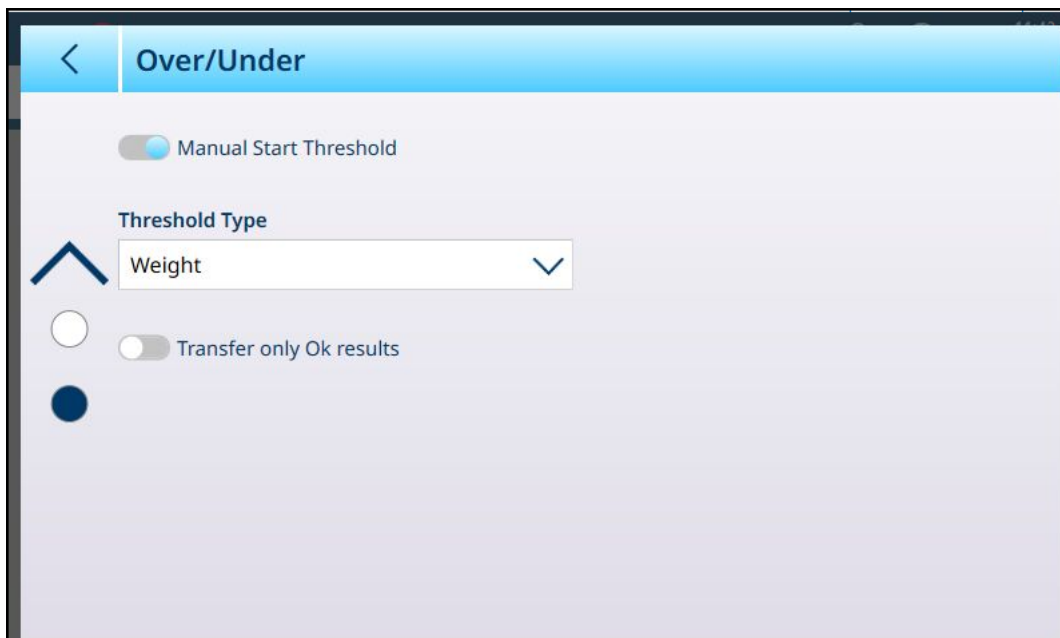 Over/Under
Manual Start Threshold
Threshold Type
Weight
Transfer only Ok results